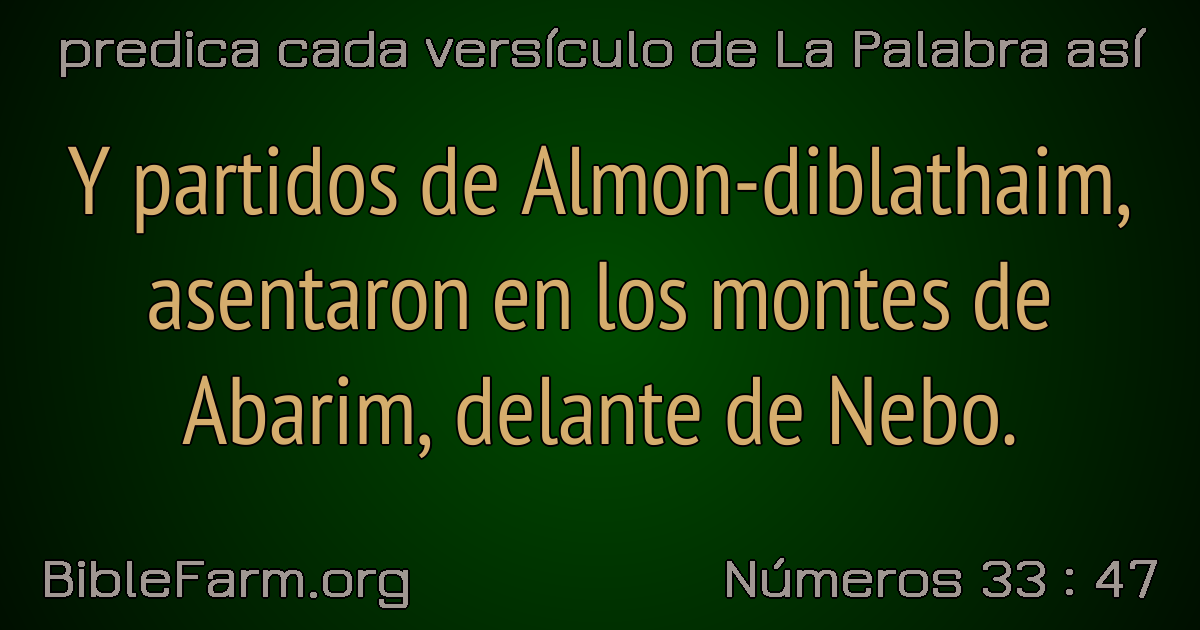 predica cada versículo de La Palabra así
Y partidos de Almon-diblathaim,
asentaron en los montes de
Abarim, delante de Nebo.
BibleFarm.org
Números 33 : 47